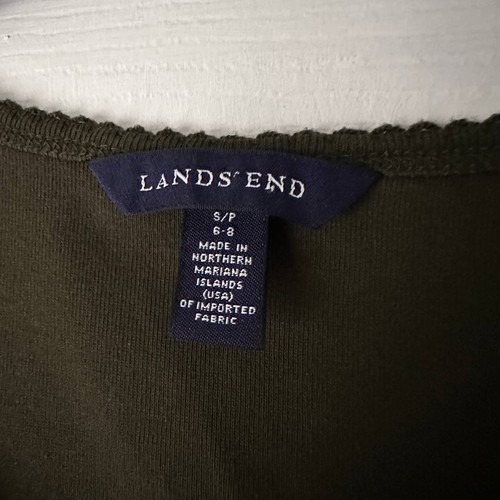 LANDS' END
S/P
6-8
MADE IN
NORTHERN
MARIANA
ISLANDS
(USA)
OF IMPORTED
FABRIC